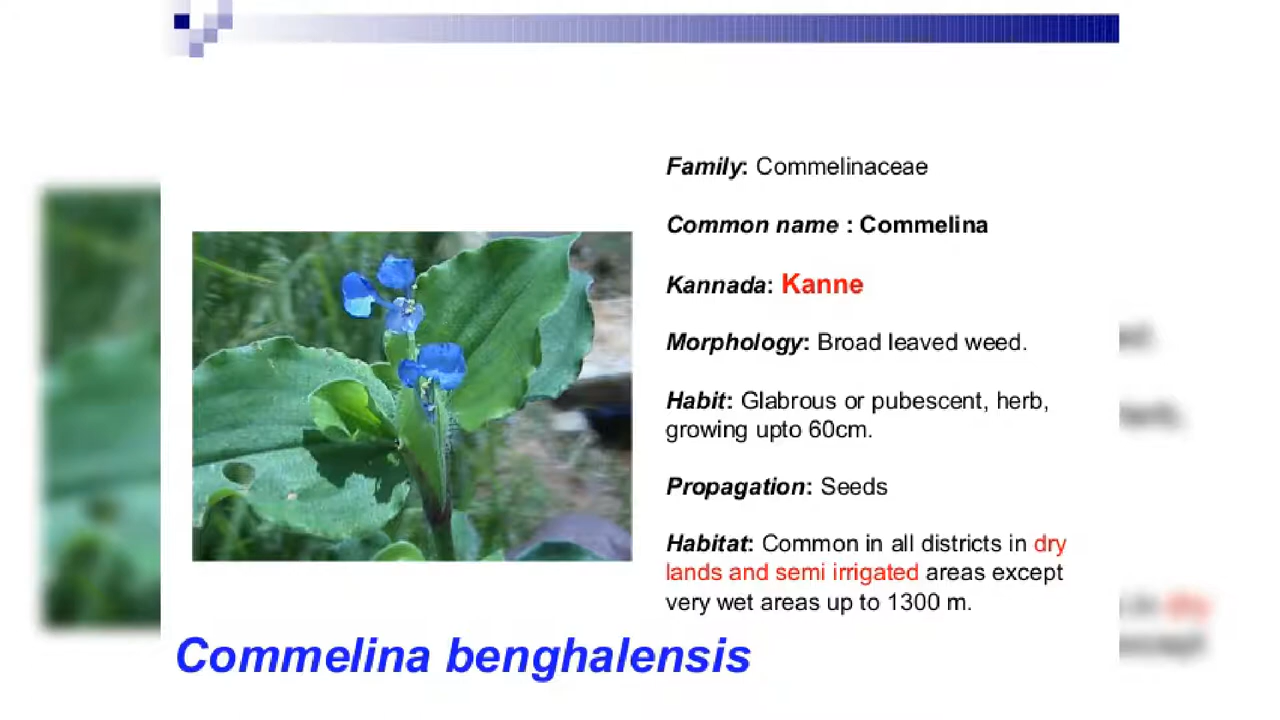 Family: Commelinaceae
Common name : Commelina
Kannada: Kanne
Morphology: Broad leaved weed.
Habit: Glabrous or pubescent, herb,
growing upto 60cm.
Propagation: Seeds
Habitat: Common in all districts in dry
lands and semi irrigated areas except
very wet areas up to 1300 m.
Commelina benghalensis